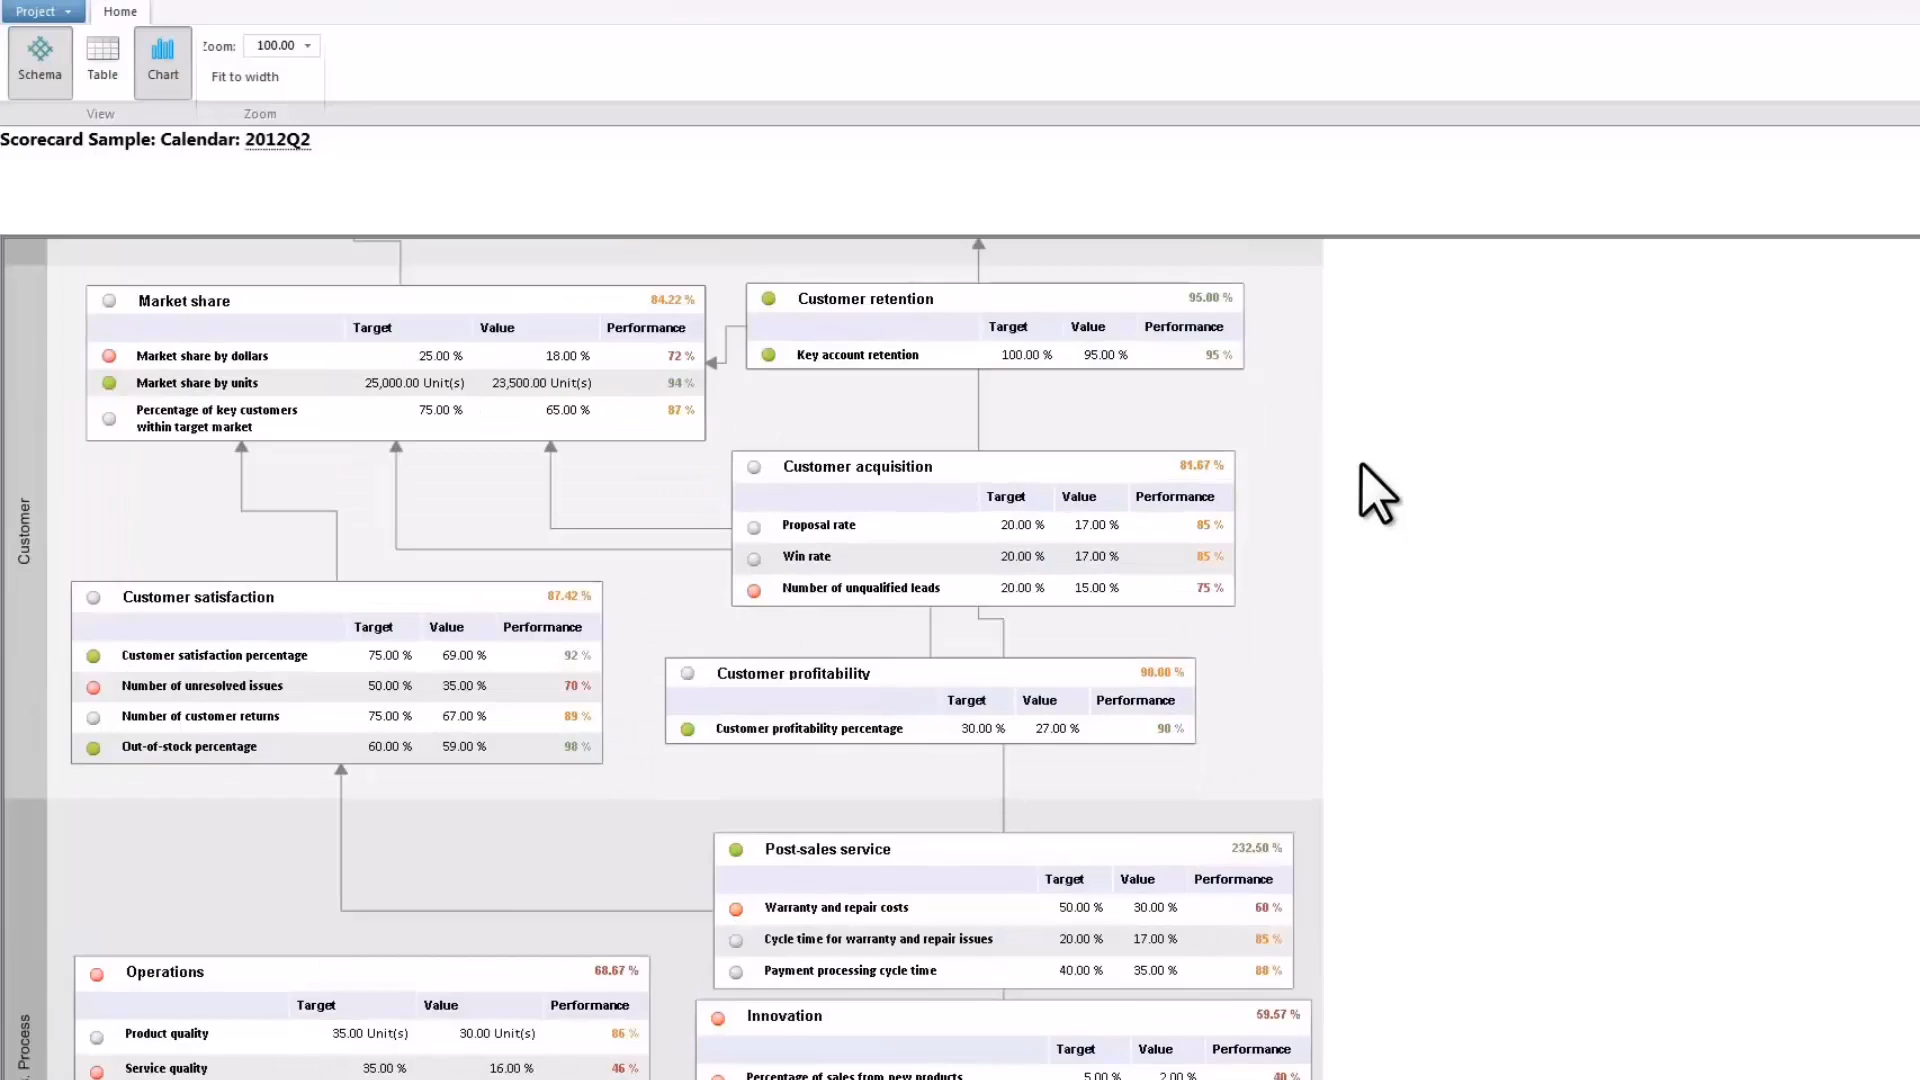 Project Home
Schema Table Chart
Zoom: 100.00
Fit to width
View Zoom
Scorecard Sample: Calendar: 2012Q2
Customer
Market share 84.22 %
Target Value Performance
Market share by dollars 25.00 % 18.00 % 72 %
Market share by units 25,000.00 Unit(s) 23,500.00 Unit(s) 94 %
Percentage of key customers 75.00 % 65.00 % 87 %
within target market
Customer retention 95.00 %
Target Value Performance
Key account retention 100.00 % 95.00 % 95 %
Customer acquisition 81.67 %
Target Value Performance
Proposal rate 20.00 % 17.00 % 85 %
Win rate 20.00 % 17.00 % 85 %
Number of unqualified leads 20.00 % 15.00 % 75 %
Customer satisfaction 87.42 %
Target Value Performance
Customer satisfaction percentage 75.00 % 69.00 % 92 %
Number of unresolved issues 50.00 % 35.00 % 70 %
Number of customer returns 75.00 % 67.00 % 89 %
Out-of-stock percentage 60.00 % 59.00 % 98 %
Customer profitability 90.00 %
Target Value Performance
Customer profitability percentage 30.00 % 27.00 % 90 %
Process
Post-sales service 232.50 %
Target Value Performance
Warranty and repair costs 50.00 % 30.00 % 60 %
Cycle time for warranty and repair issues 20.00 % 17.00 % 85 %
Payment processing cycle time 40.00 % 35.00 % 88 %
Operations 68.67 %
Target Value Performance
Product quality 35.00 Unit(s) 30.00 Unit(s) 86 %
Service quality 35.00 % 16.00 % 46 %
Innovation 59.57 %
Target Value Performance
Percentage of sales from new products 5.00 % 2.00 % 40 %